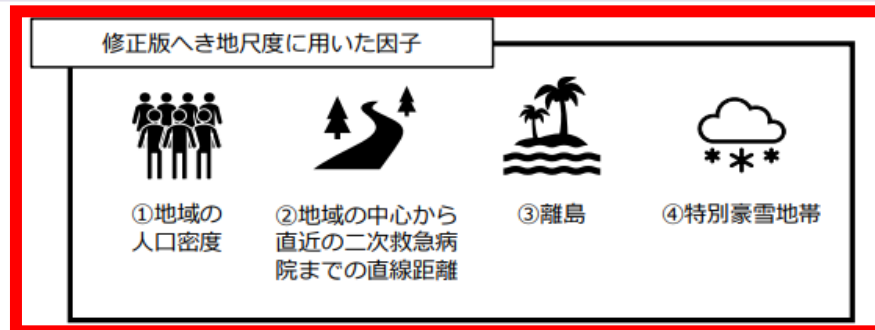 修正版へき地尺度に用いた因子
①地域の
人口密度
②地域の中心から
直近の二次救急病
院までの直線距離
③離島
④特別豪雪地帯